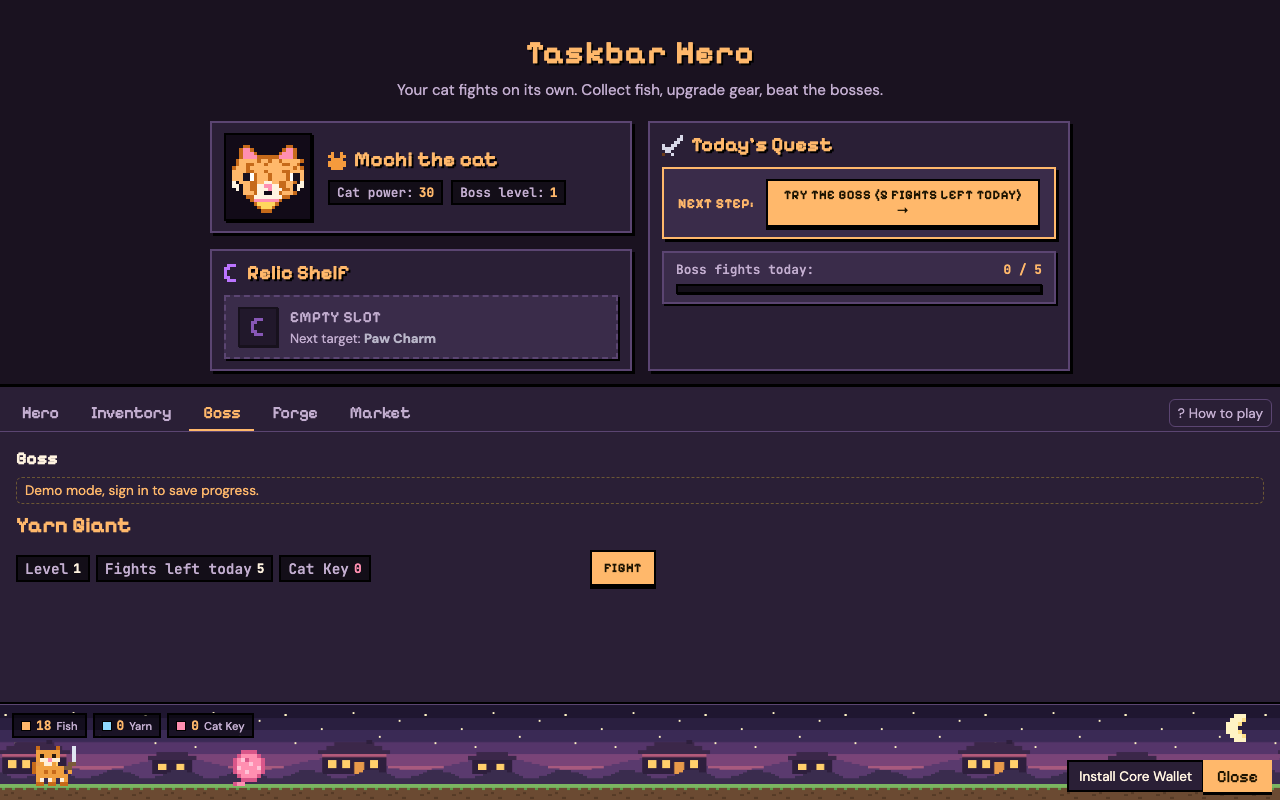 Taskbar Hero
Your cat fights on its own. Collect fish, upgrade gear, beat the bosses.
Mochi the cat
Cat power: 30
Boss level: 1
Relic Shelf
EMPTY SLOT
Next target: Paw Charm
Today's Quest
NEXT STEP:
TRY THE BOSS (5 FIGHTS LEFT TODAY)
→
Boss fights today:
0 / 5
Hero
Inventory
Boss
Forge
Market
? How to play
Boss
Demo mode, sign in to save progress.
Yarn Giant
Level 1
Fights left today 5
Cat Key 0
FIGHT
18 Fish
0 Yarn
0 Cat Key
Install Core Wallet
Close